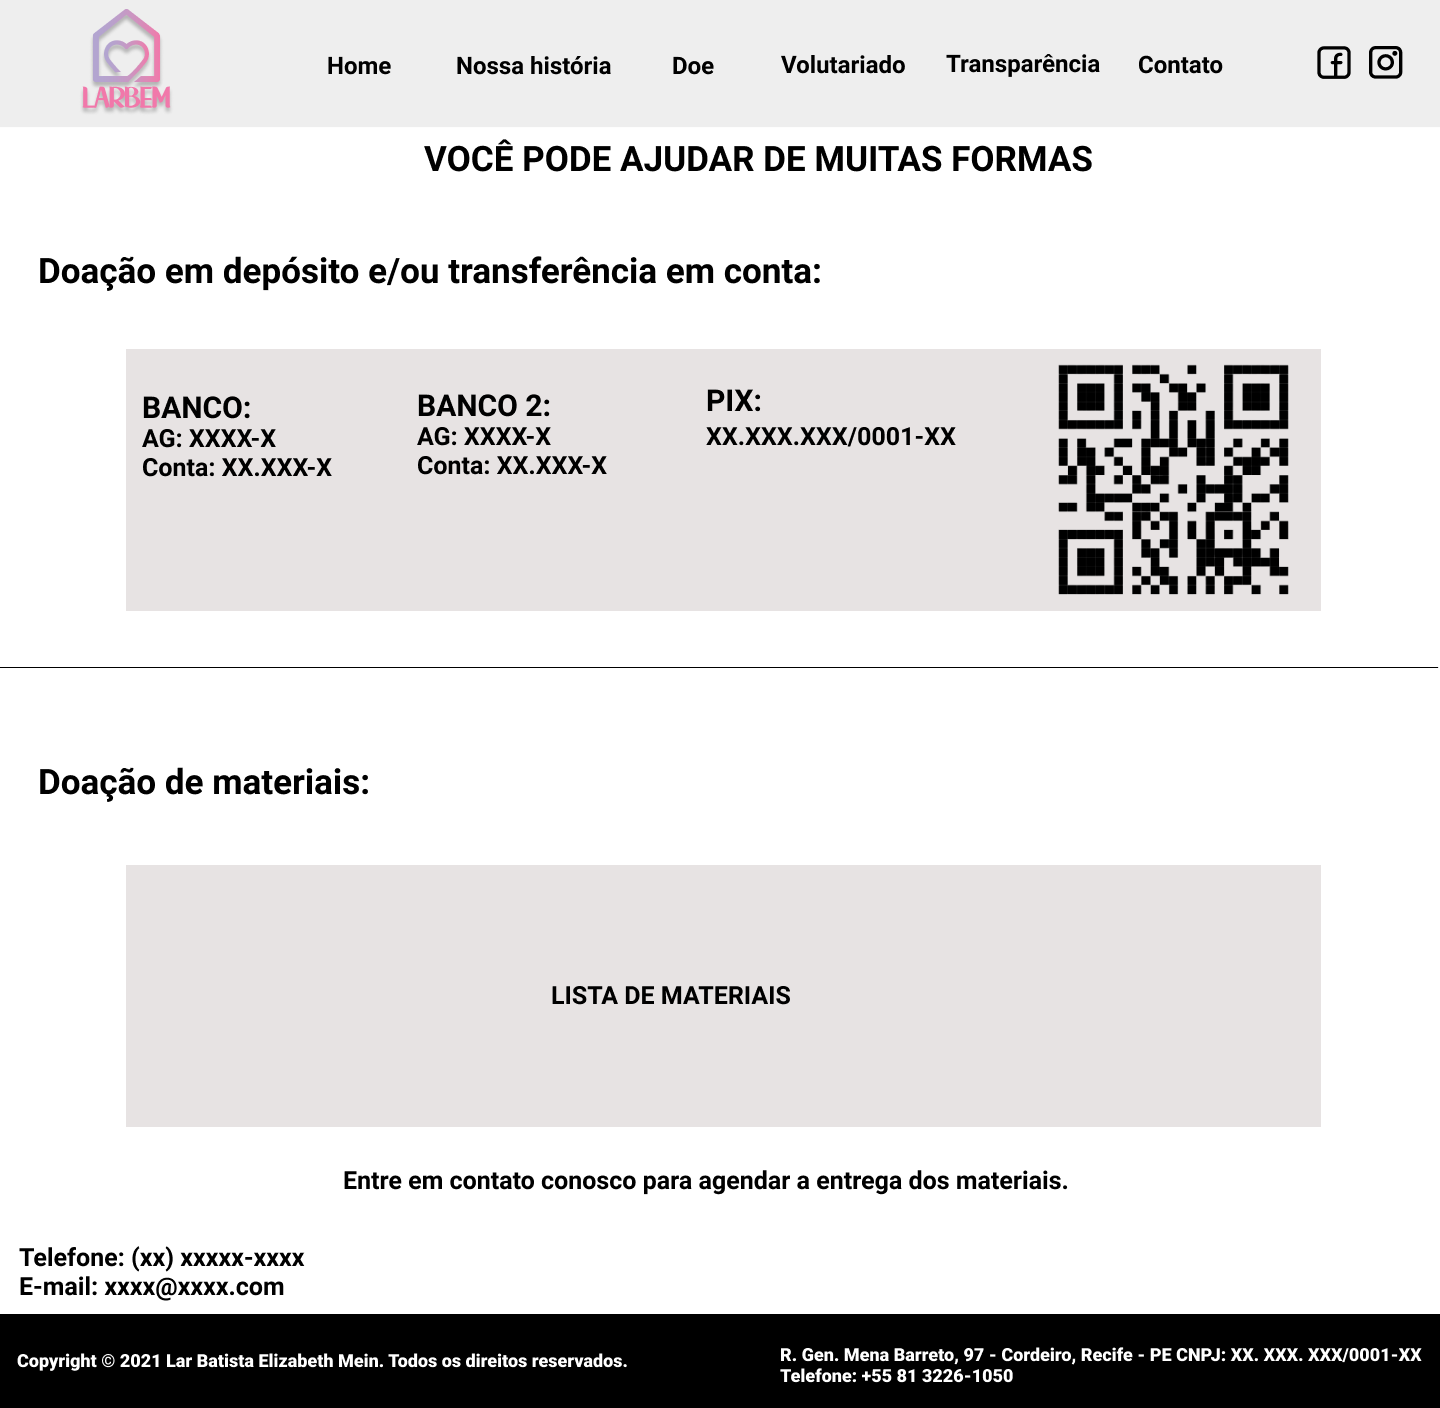 LARBEM
Home
Nossa história
Doe
Volutariado
Transparência
Contato
VOCÊ PODE AJUDAR DE MUITAS FORMAS
Doação em depósito e/ou transferência em conta:
BANCO:
AG: XXXX-X
Conta: XX.XXX-X
BANCO 2:
AG: XXXX-X
Conta: XX.XXX-X
PIX:
XX.XXX.XXX/0001-XX
Doação de materiais:
LISTA DE MATERIAIS
Entre em contato conosco para agendar a entrega dos materiais.
Telefone: (xx) xxxxx-xxxx
E-mail: xxxx@xxxx.com
Copyright © 2021 Lar Batista Elizabeth Mein. Todos os direitos reservados.
R. Gen. Mena Barreto, 97 - Cordeiro, Recife - PE CNPJ: XX. XXX. XXX/0001-XX
Telefone: +55 81 3226-1050